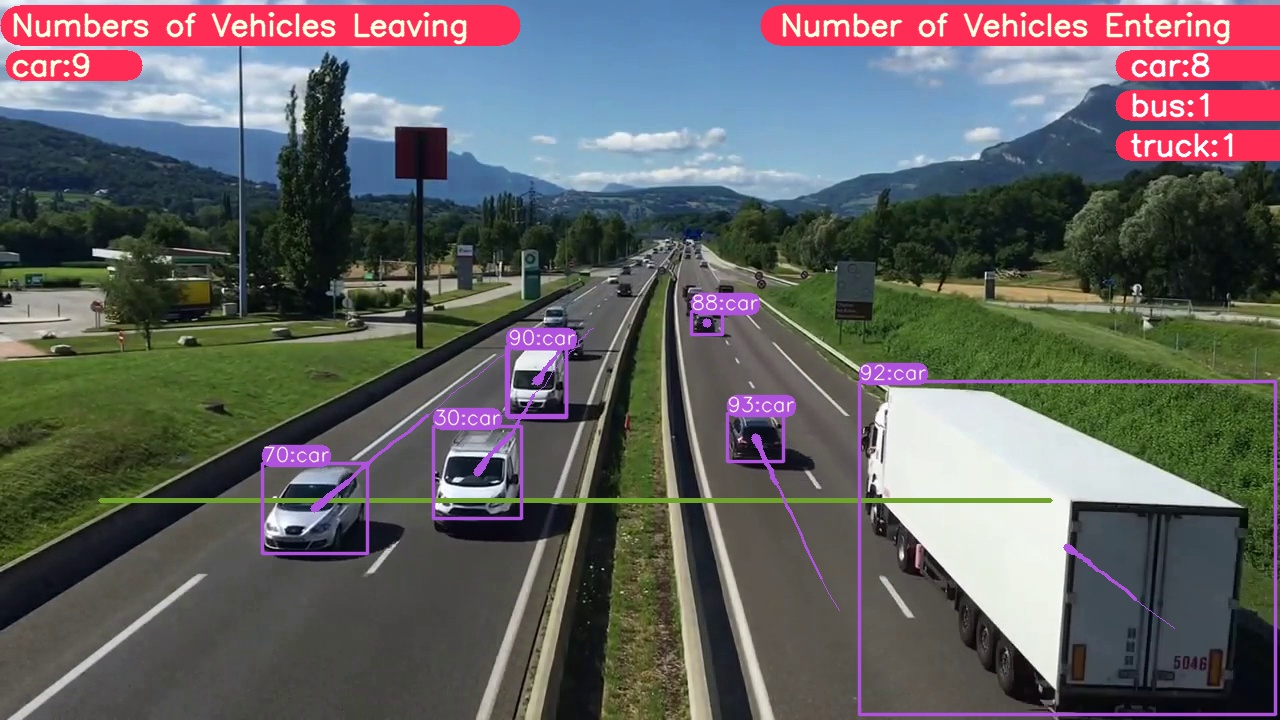 Numbers of Vehicles Leaving
Number of Vehicles Entering
car:9
car:8
bus:1
truck:1
88:car
90:car
92:car
93:car
30:car
70:car
5046